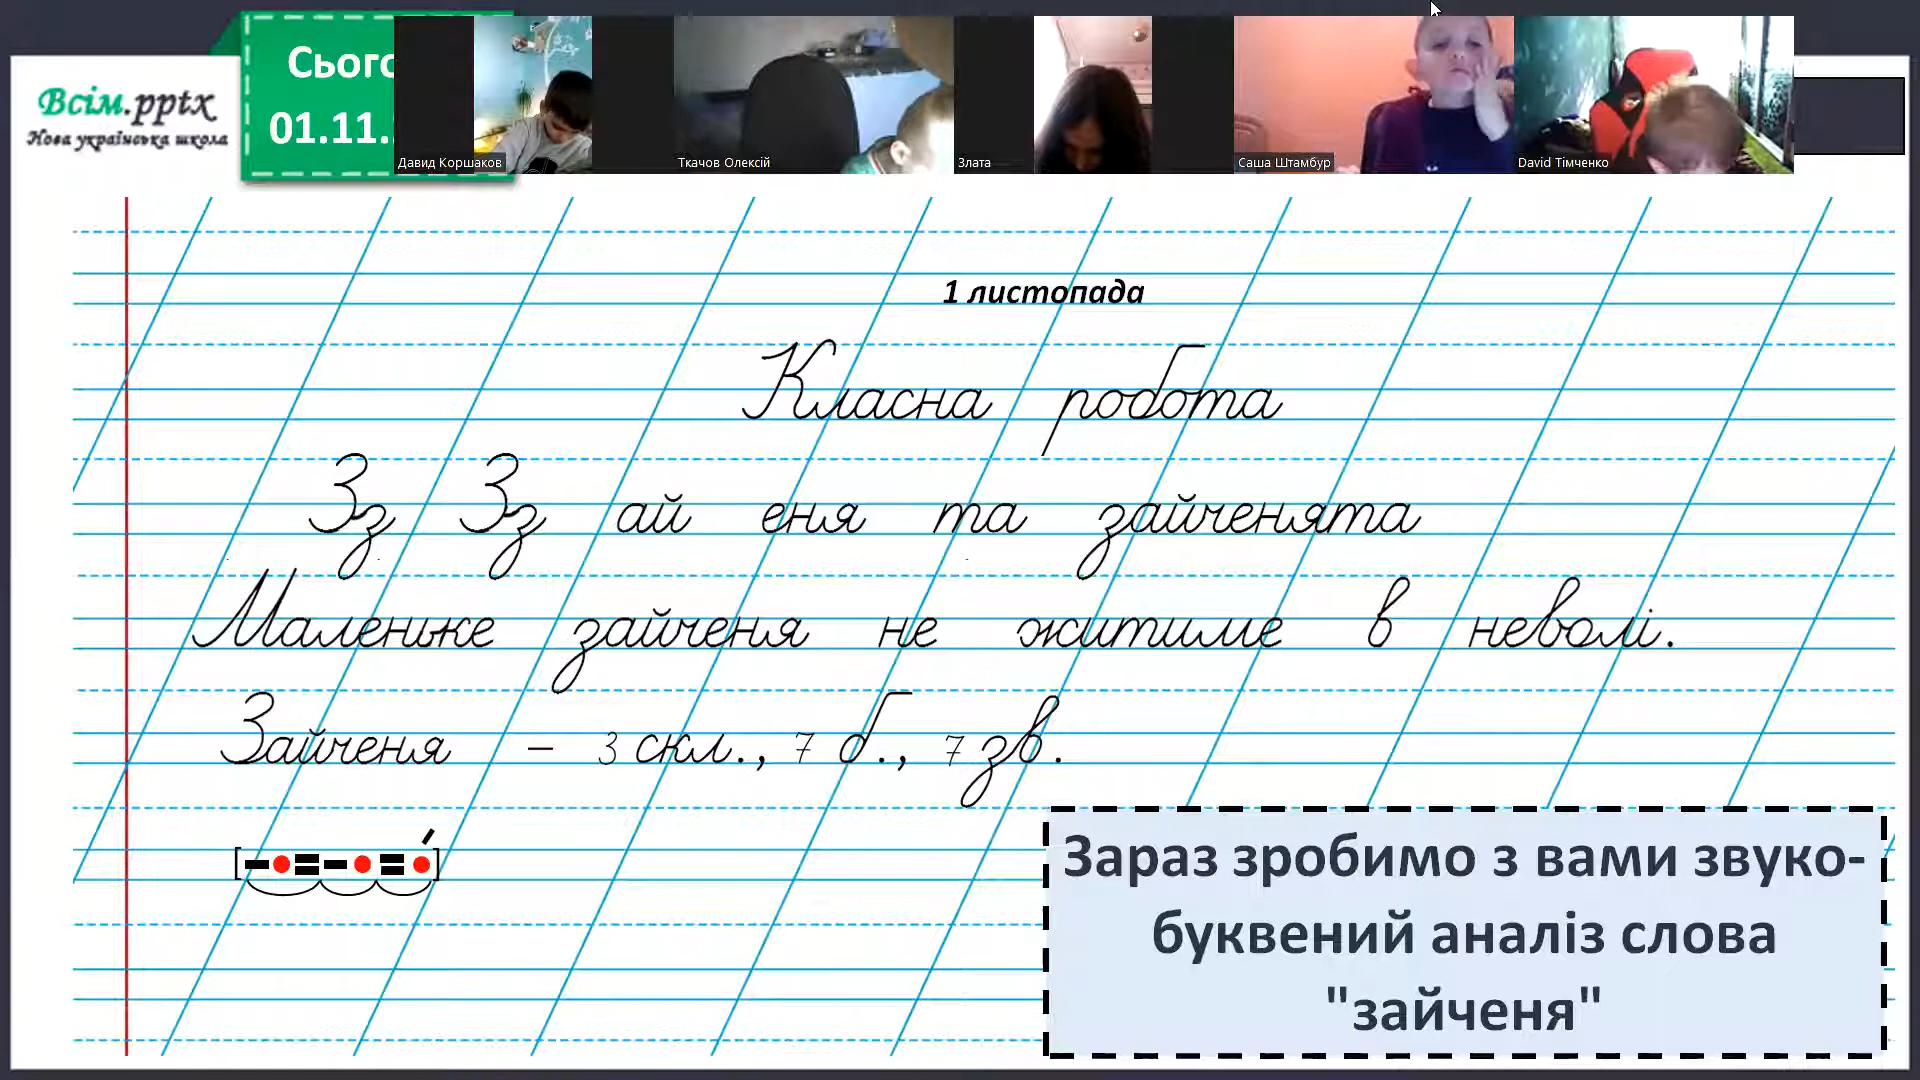 Всім.pptx
Нова українська школа
Сього
01.11.
Давид Коршаков
Ткачов Олексій
Злата
Саша Штамбур
David Тімченко
1 листопада
Класна робота
Зз Зз ай еня та зайченята
Маленьке зайченя не житиме в неволі.
Зайченя – 3 скл., 7 б., 7 зв.
Зараз зробимо з вами звуко-
буквений аналіз слова
"зайченя"